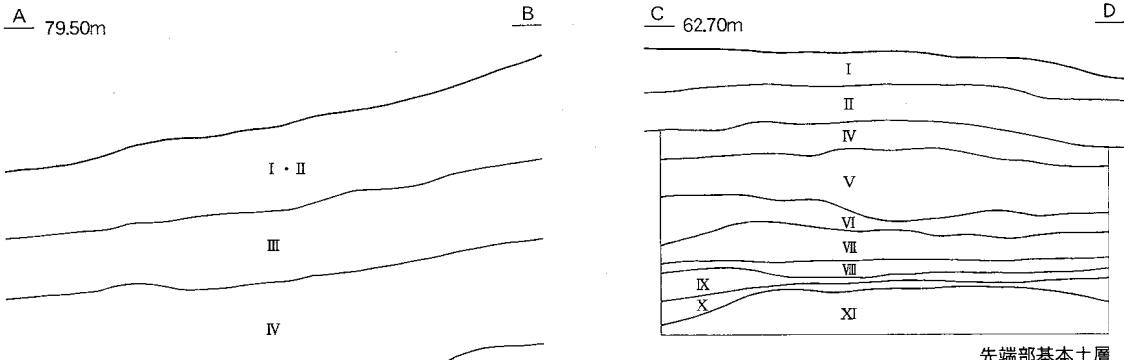 A 79.50m B
I・II
III
IV
C 62.70m D
I
II
IV
V
VI
VII
VIII
IX
X
XI
先端部基本土層